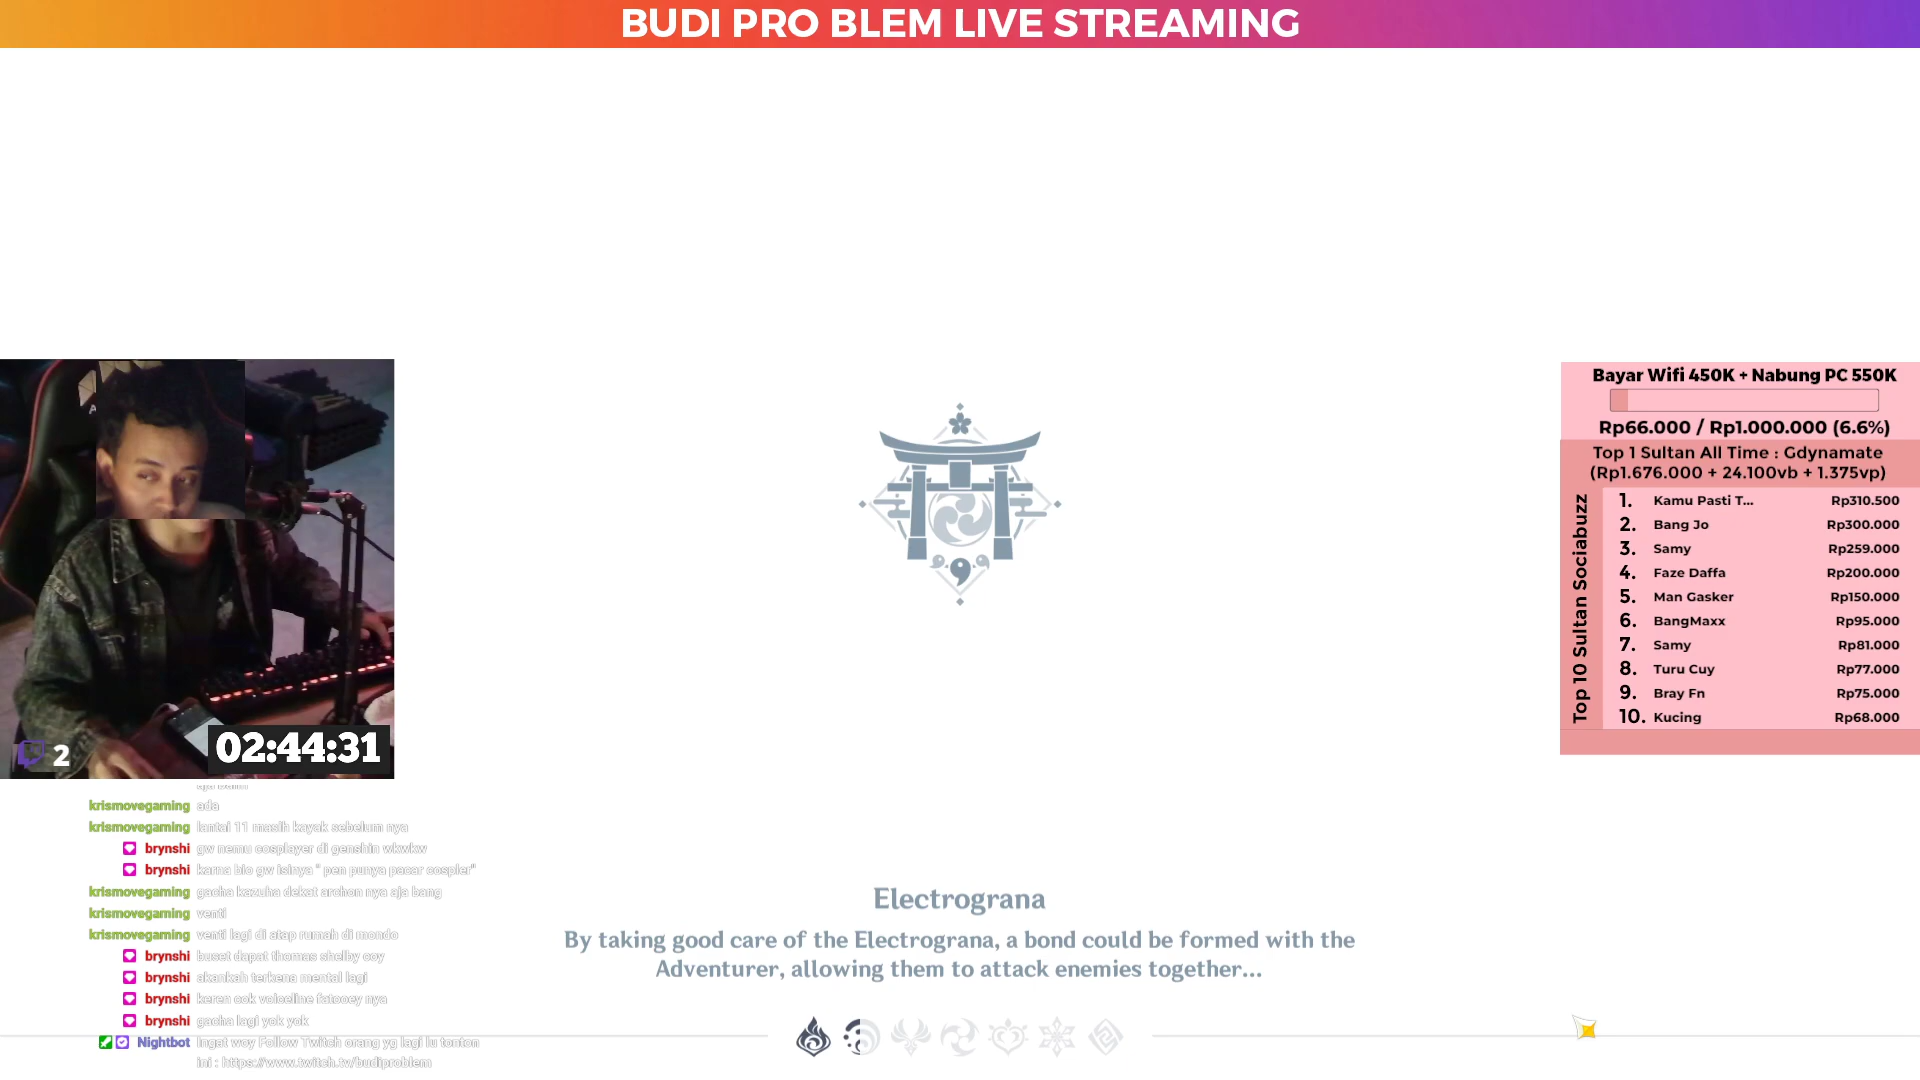 BUDI PRO BLEM LIVE STREAMING
02:44:31
2
krismovegaming ada
krismovegaming lantai 11 masih kayak sebelum nya
brynshi gw nemu cosplayer di genshin wkwkw
brynshi karna bio gw isinya " pen punya pacar cospler"
krismovegaming gacha kazuha dekat archon nya aja bang
krismovegaming venti
krismovegaming venti lagi di atap rumah di mondo
brynshi buset dapat thomas shelby coy
brynshi akankah terkena mental lagi
brynshi keren cok voiceline fatooey nya
brynshi gacha lagi yok yok
Nightbot Ingat woy Follow Twitch orang yg lagi lu tonton
ini : https://www.twitch.tv/budiproblem
Electrograna
By taking good care of the Electrograna, a bond could be formed with the
Adventurer, allowing them to attack enemies together...
Bayar Wifi 450K + Nabung PC 550K
Rp66.000 / Rp1.000.000 (6.6%)
Top 1 Sultan All Time : Gdynamate
(Rp1.676.000 + 24.100vb + 1.375vp)
Top 10 Sultan Sociabuzz
1. Kamu Pasti T... Rp310.500
2. Bang Jo Rp300.000
3. Samy Rp259.000
4. Faze Daffa Rp200.000
5. Man Gasker Rp150.000
6. BangMaxx Rp95.000
7. Samy Rp81.000
8. Turu Cuy Rp77.000
9. Bray Fn Rp75.000
10. Kucing Rp68.000